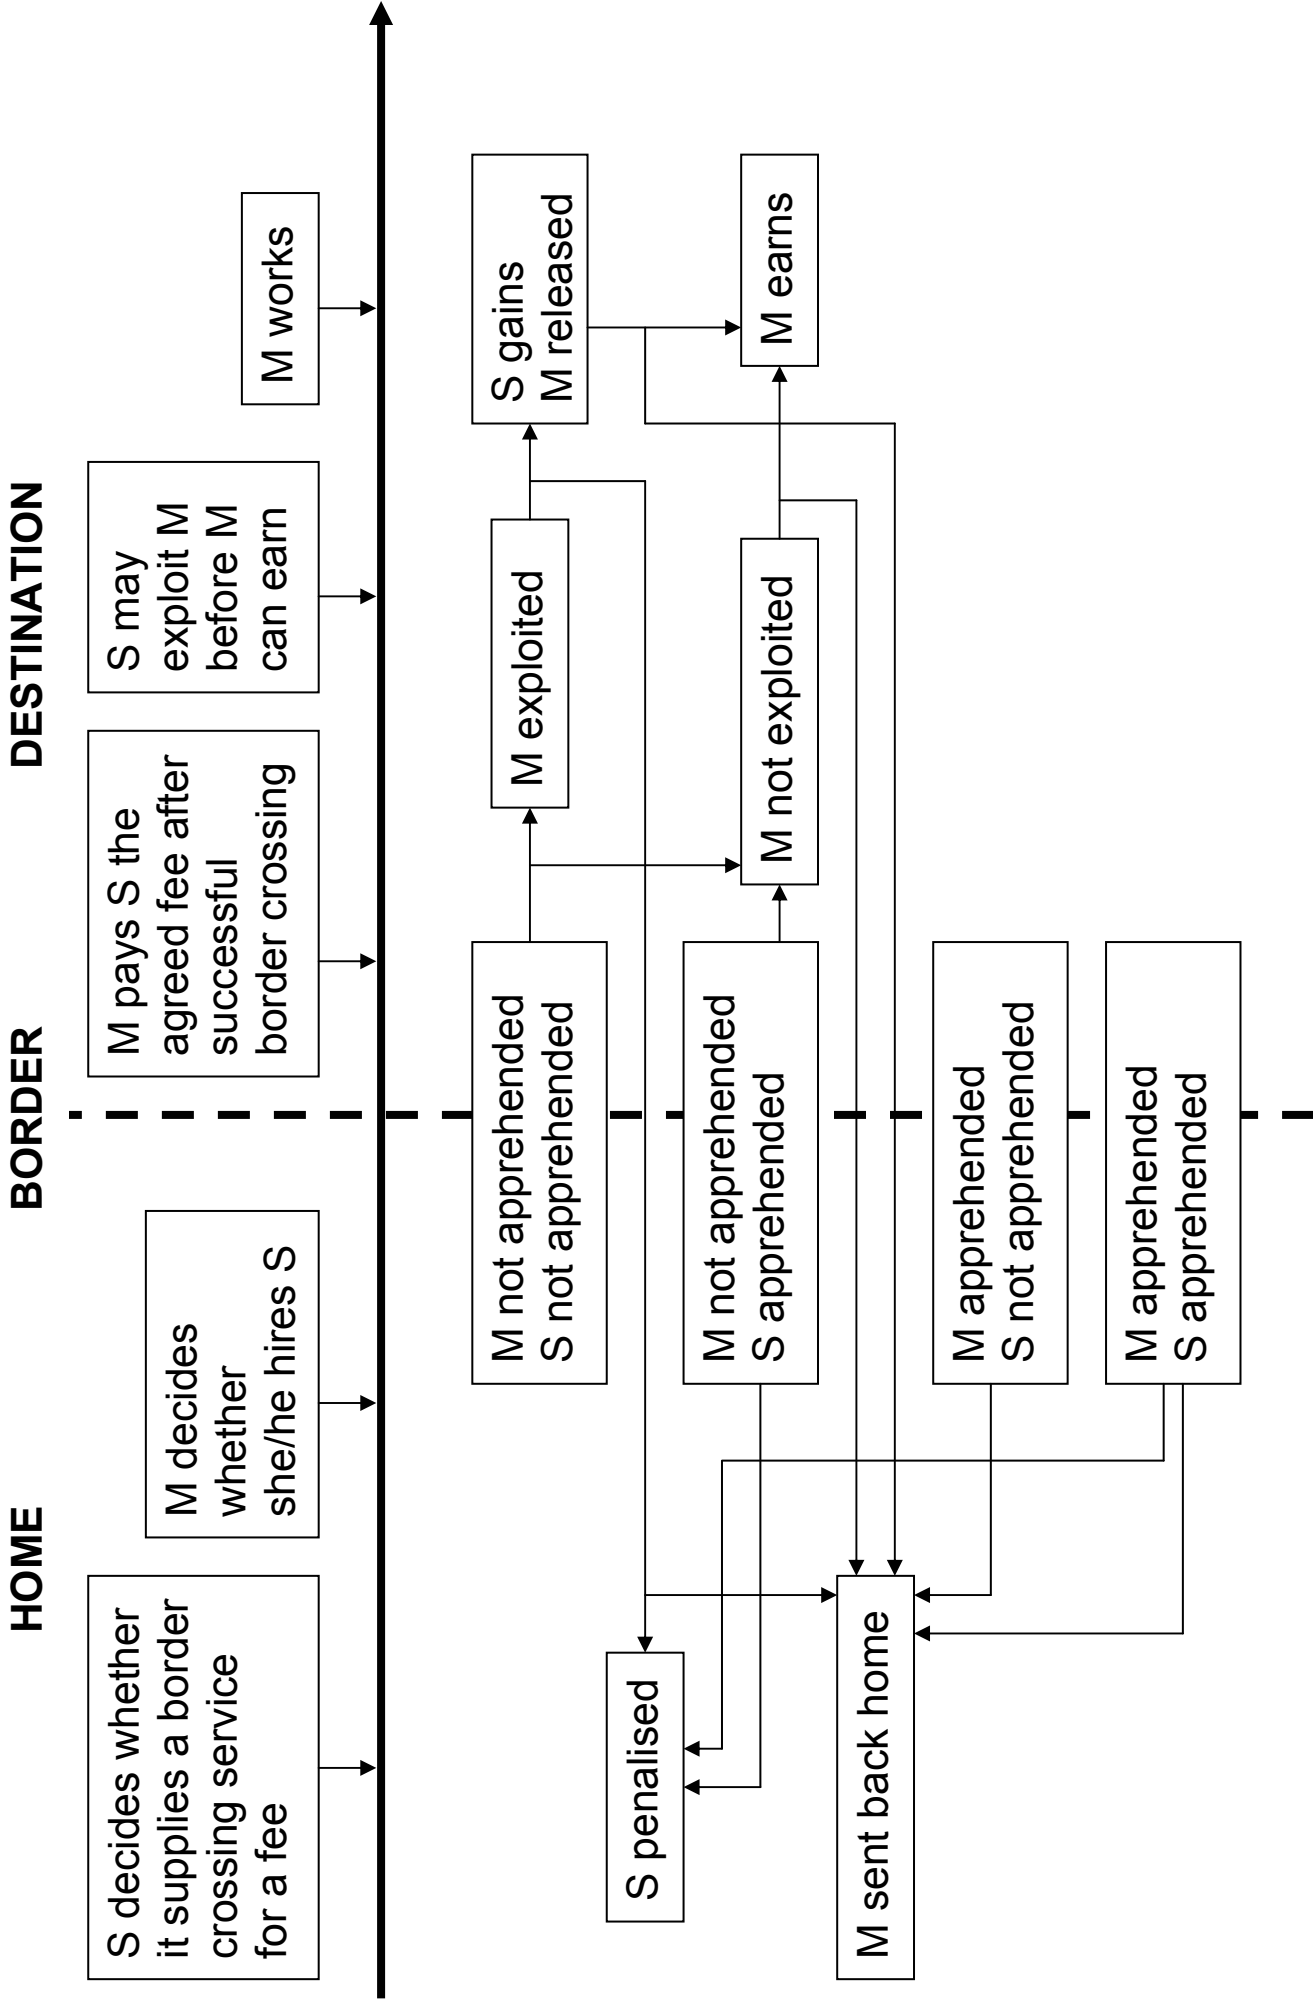 HOME
BORDER
DESTINATION
S decides whether
it supplies a border
crossing service
for a fee
M decides
whether
she/he hires S
M pays S the
agreed fee after
successful
border crossing
S may
exploit M
before M
can earn
M works
M not apprehended
S not apprehended
M exploited
S gains
M released
S penalised
M not apprehended
S apprehended
M not exploited
M earns
M sent back home
M apprehended
S not apprehended
M apprehended
S apprehended